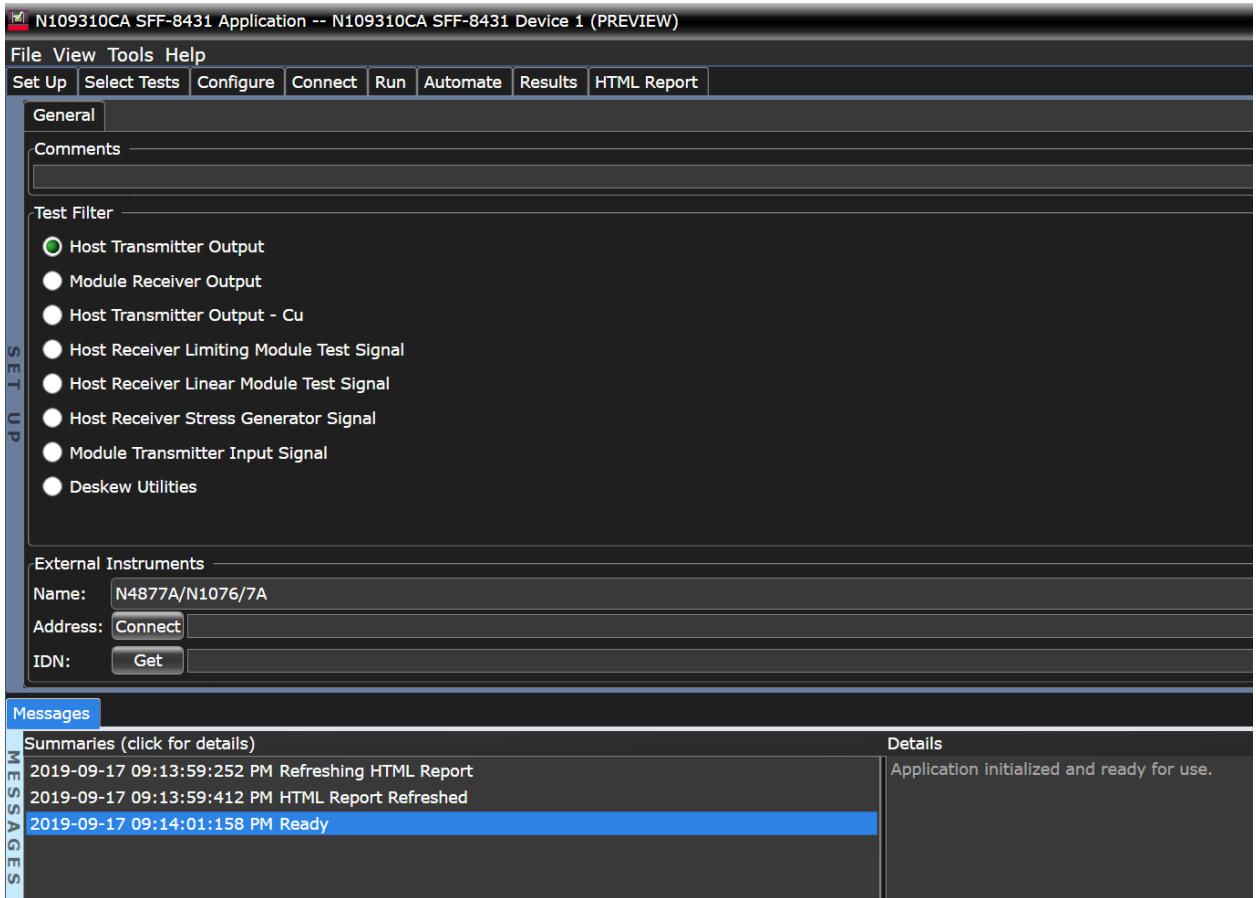 N109310CA SFF-8431 Application -- N109310CA SFF-8431 Device 1 (PREVIEW)
File View Tools Help
Set Up Select Tests Configure Connect Run Automate Results HTML Report
General
Comments
Test Filter
Host Transmitter Output
Module Receiver Output
Host Transmitter Output - Cu
Host Receiver Limiting Module Test Signal
Host Receiver Linear Module Test Signal
Host Receiver Stress Generator Signal
Module Transmitter Input Signal
Deskew Utilities
SET UP
External Instruments
Name: N4877A/N1076/7A
Address: Connect
IDN: Get
Messages
MESSAGES
Summaries (click for details) Details
2019-09-17 09:13:59:252 PM Refreshing HTML Report Application initialized and ready for use.
2019-09-17 09:13:59:412 PM HTML Report Refreshed
2019-09-17 09:14:01:158 PM Ready